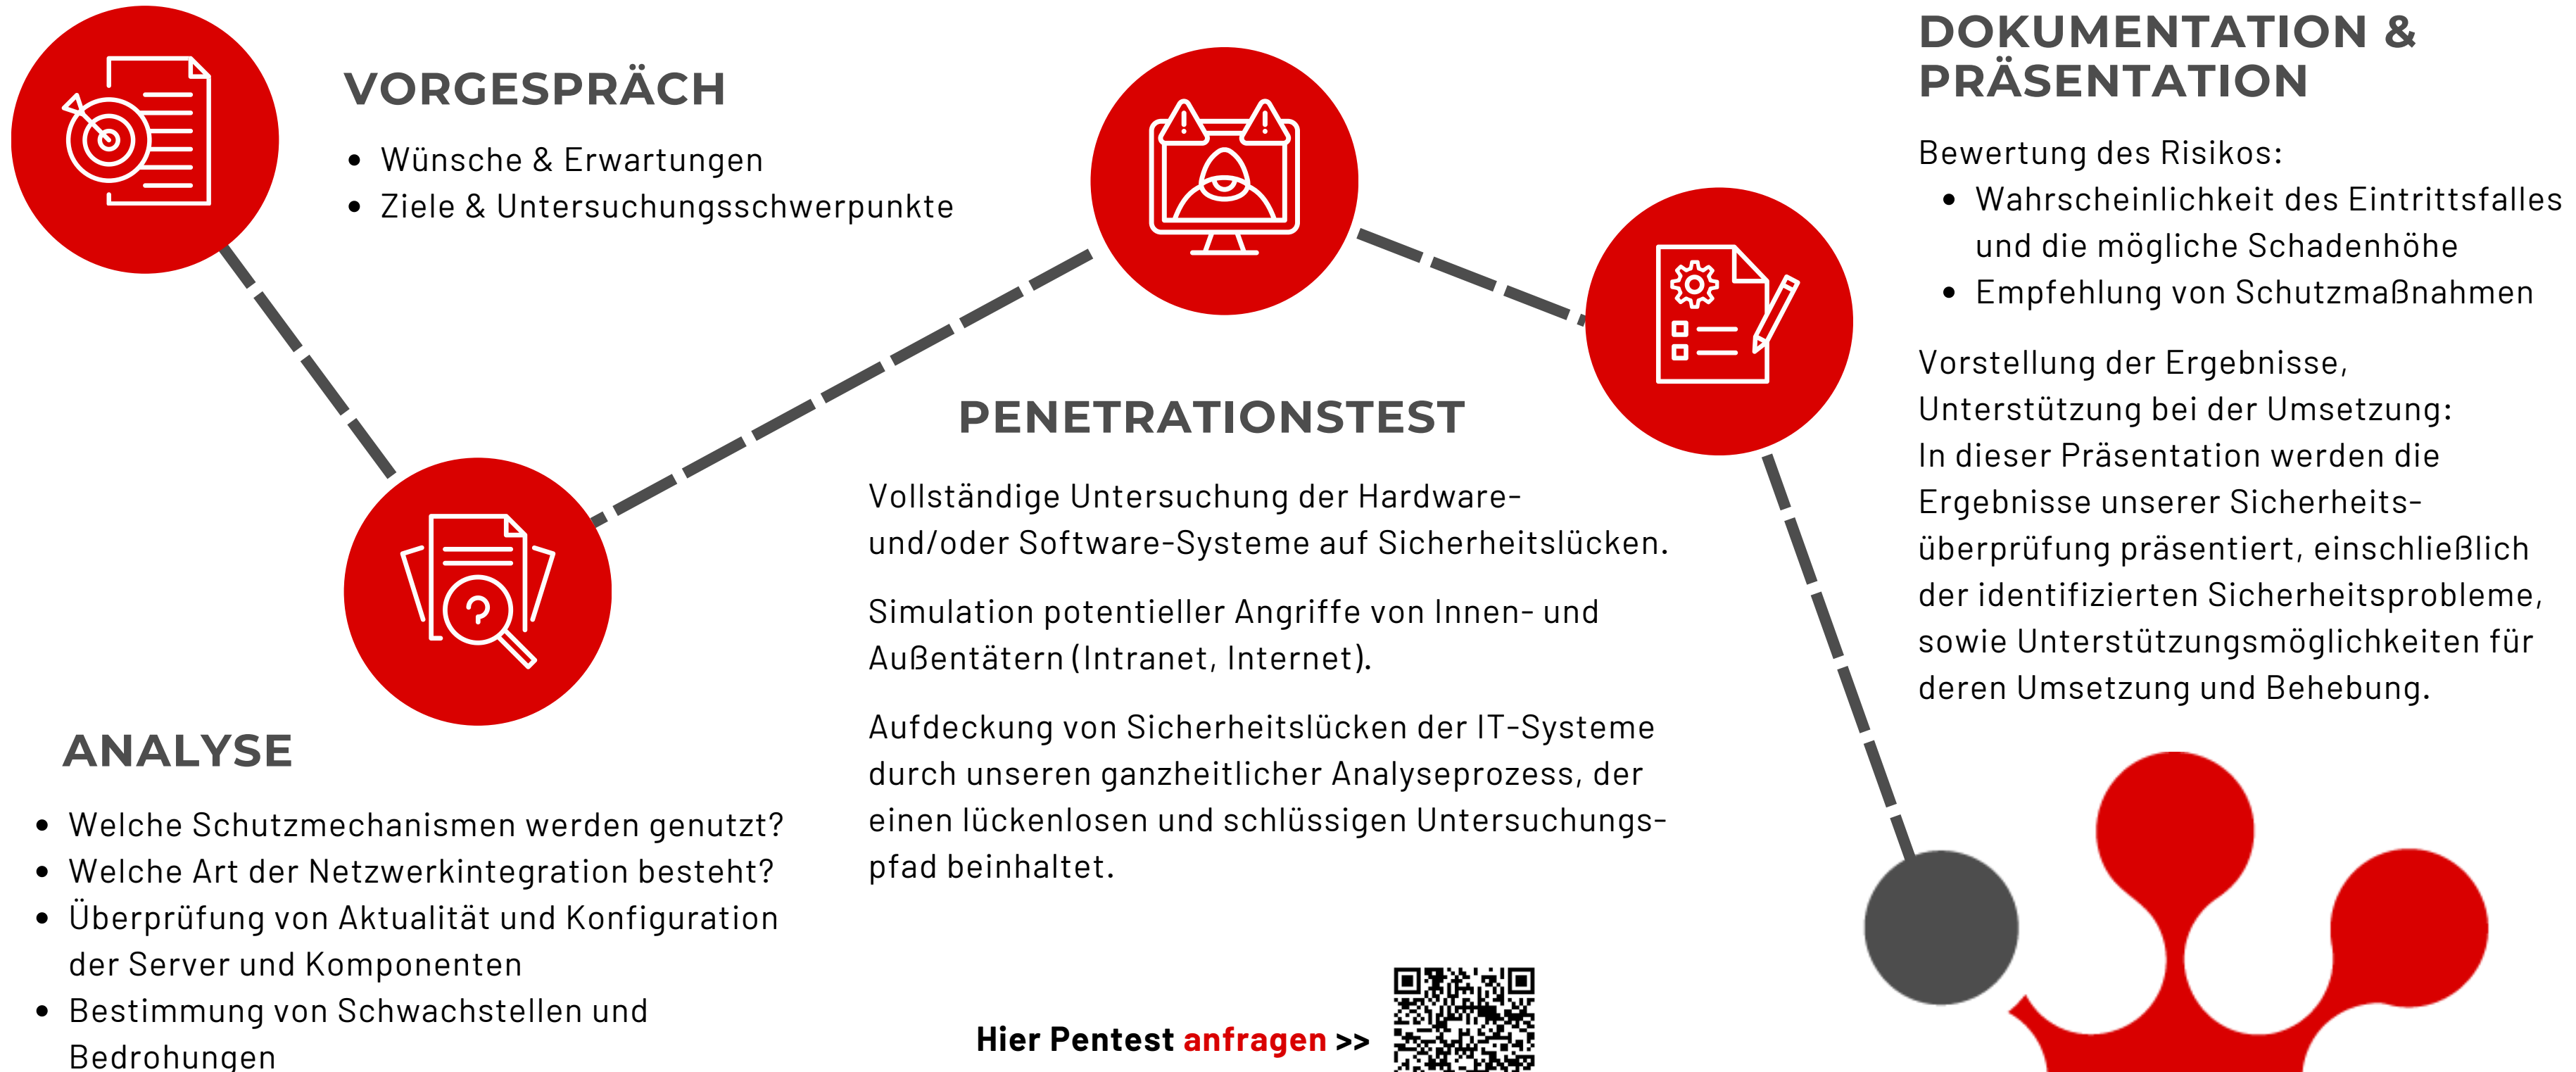 VORGESPRÄCH
Wünsche & Erwartungen
Ziele & Untersuchungsschwerpunkte
ANALYSE
Welche Schutzmechanismen werden genutzt?
Welche Art der Netzwerkintegration besteht?
Überprüfung von Aktualität und Konfiguration
der Server und Komponenten
Bestimmung von Schwachstellen und
Bedrohungen
PENETRATIONSTEST
Vollständige Untersuchung der Hardware-
und/oder Software-Systeme auf Sicherheitslücken.
Simulation potentieller Angriffe von Innen- und
Außentätern (Intranet, Internet).
Aufdeckung von Sicherheitslücken der IT-Systeme
durch unseren ganzheitlicher Analyseprozess, der
einen lückenlosen und schlüssigen Untersuchungs-
pfad beinhaltet.
Hier Pentest anfragen >>
DOKUMENTATION &
PRÄSENTATION
Bewertung des Risikos:
Wahrscheinlichkeit des Eintrittsfalles
und die mögliche Schadenhöhe
Empfehlung von Schutzmaßnahmen
Vorstellung der Ergebnisse,
Unterstützung bei der Umsetzung:
In dieser Präsentation werden die
Ergebnisse unserer Sicherheits-
überprüfung präsentiert, einschließlich
der identifizierten Sicherheitsprobleme,
sowie Unterstützungsmöglichkeiten für
deren Umsetzung und Behebung.